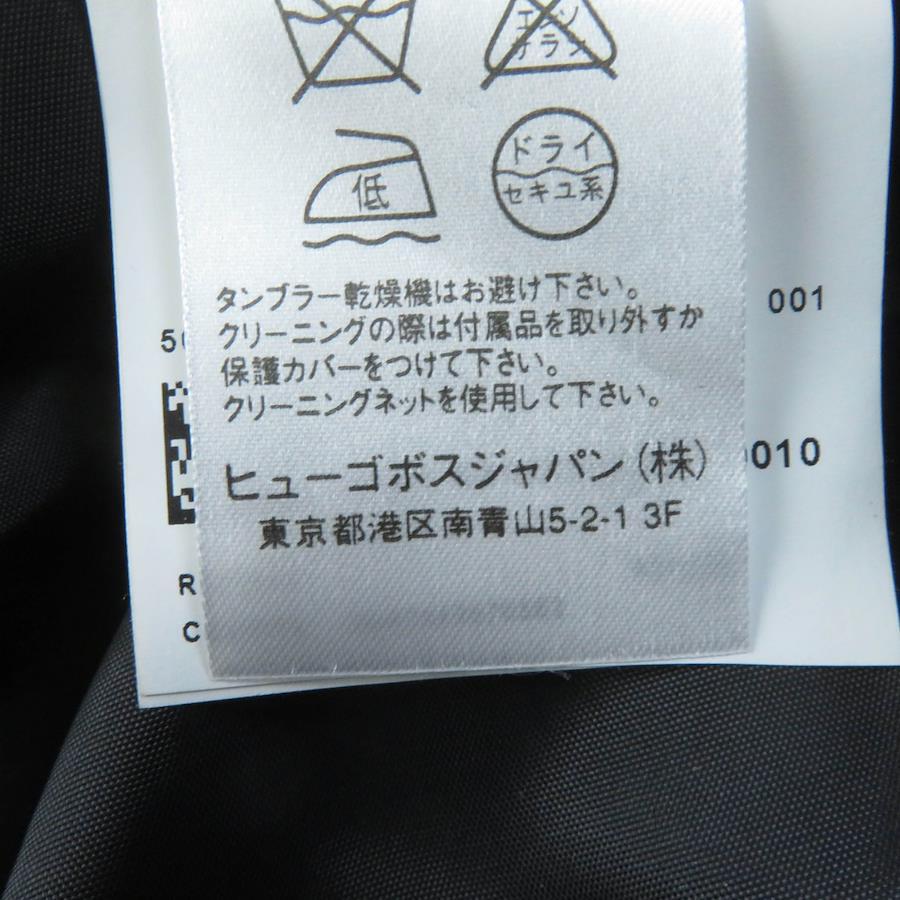 エンソ
サラシ
低
ドライ
セキユ系
タンブラー乾燥機はお避け下さい。
クリーニングの際は付属品を取り外すか
保護カバーをつけて下さい。
クリーニングネットを使用して下さい。
ヒューゴボスジャパン(株)
東京都港区南青山5-2-1 3F
50
001
0010
R
C